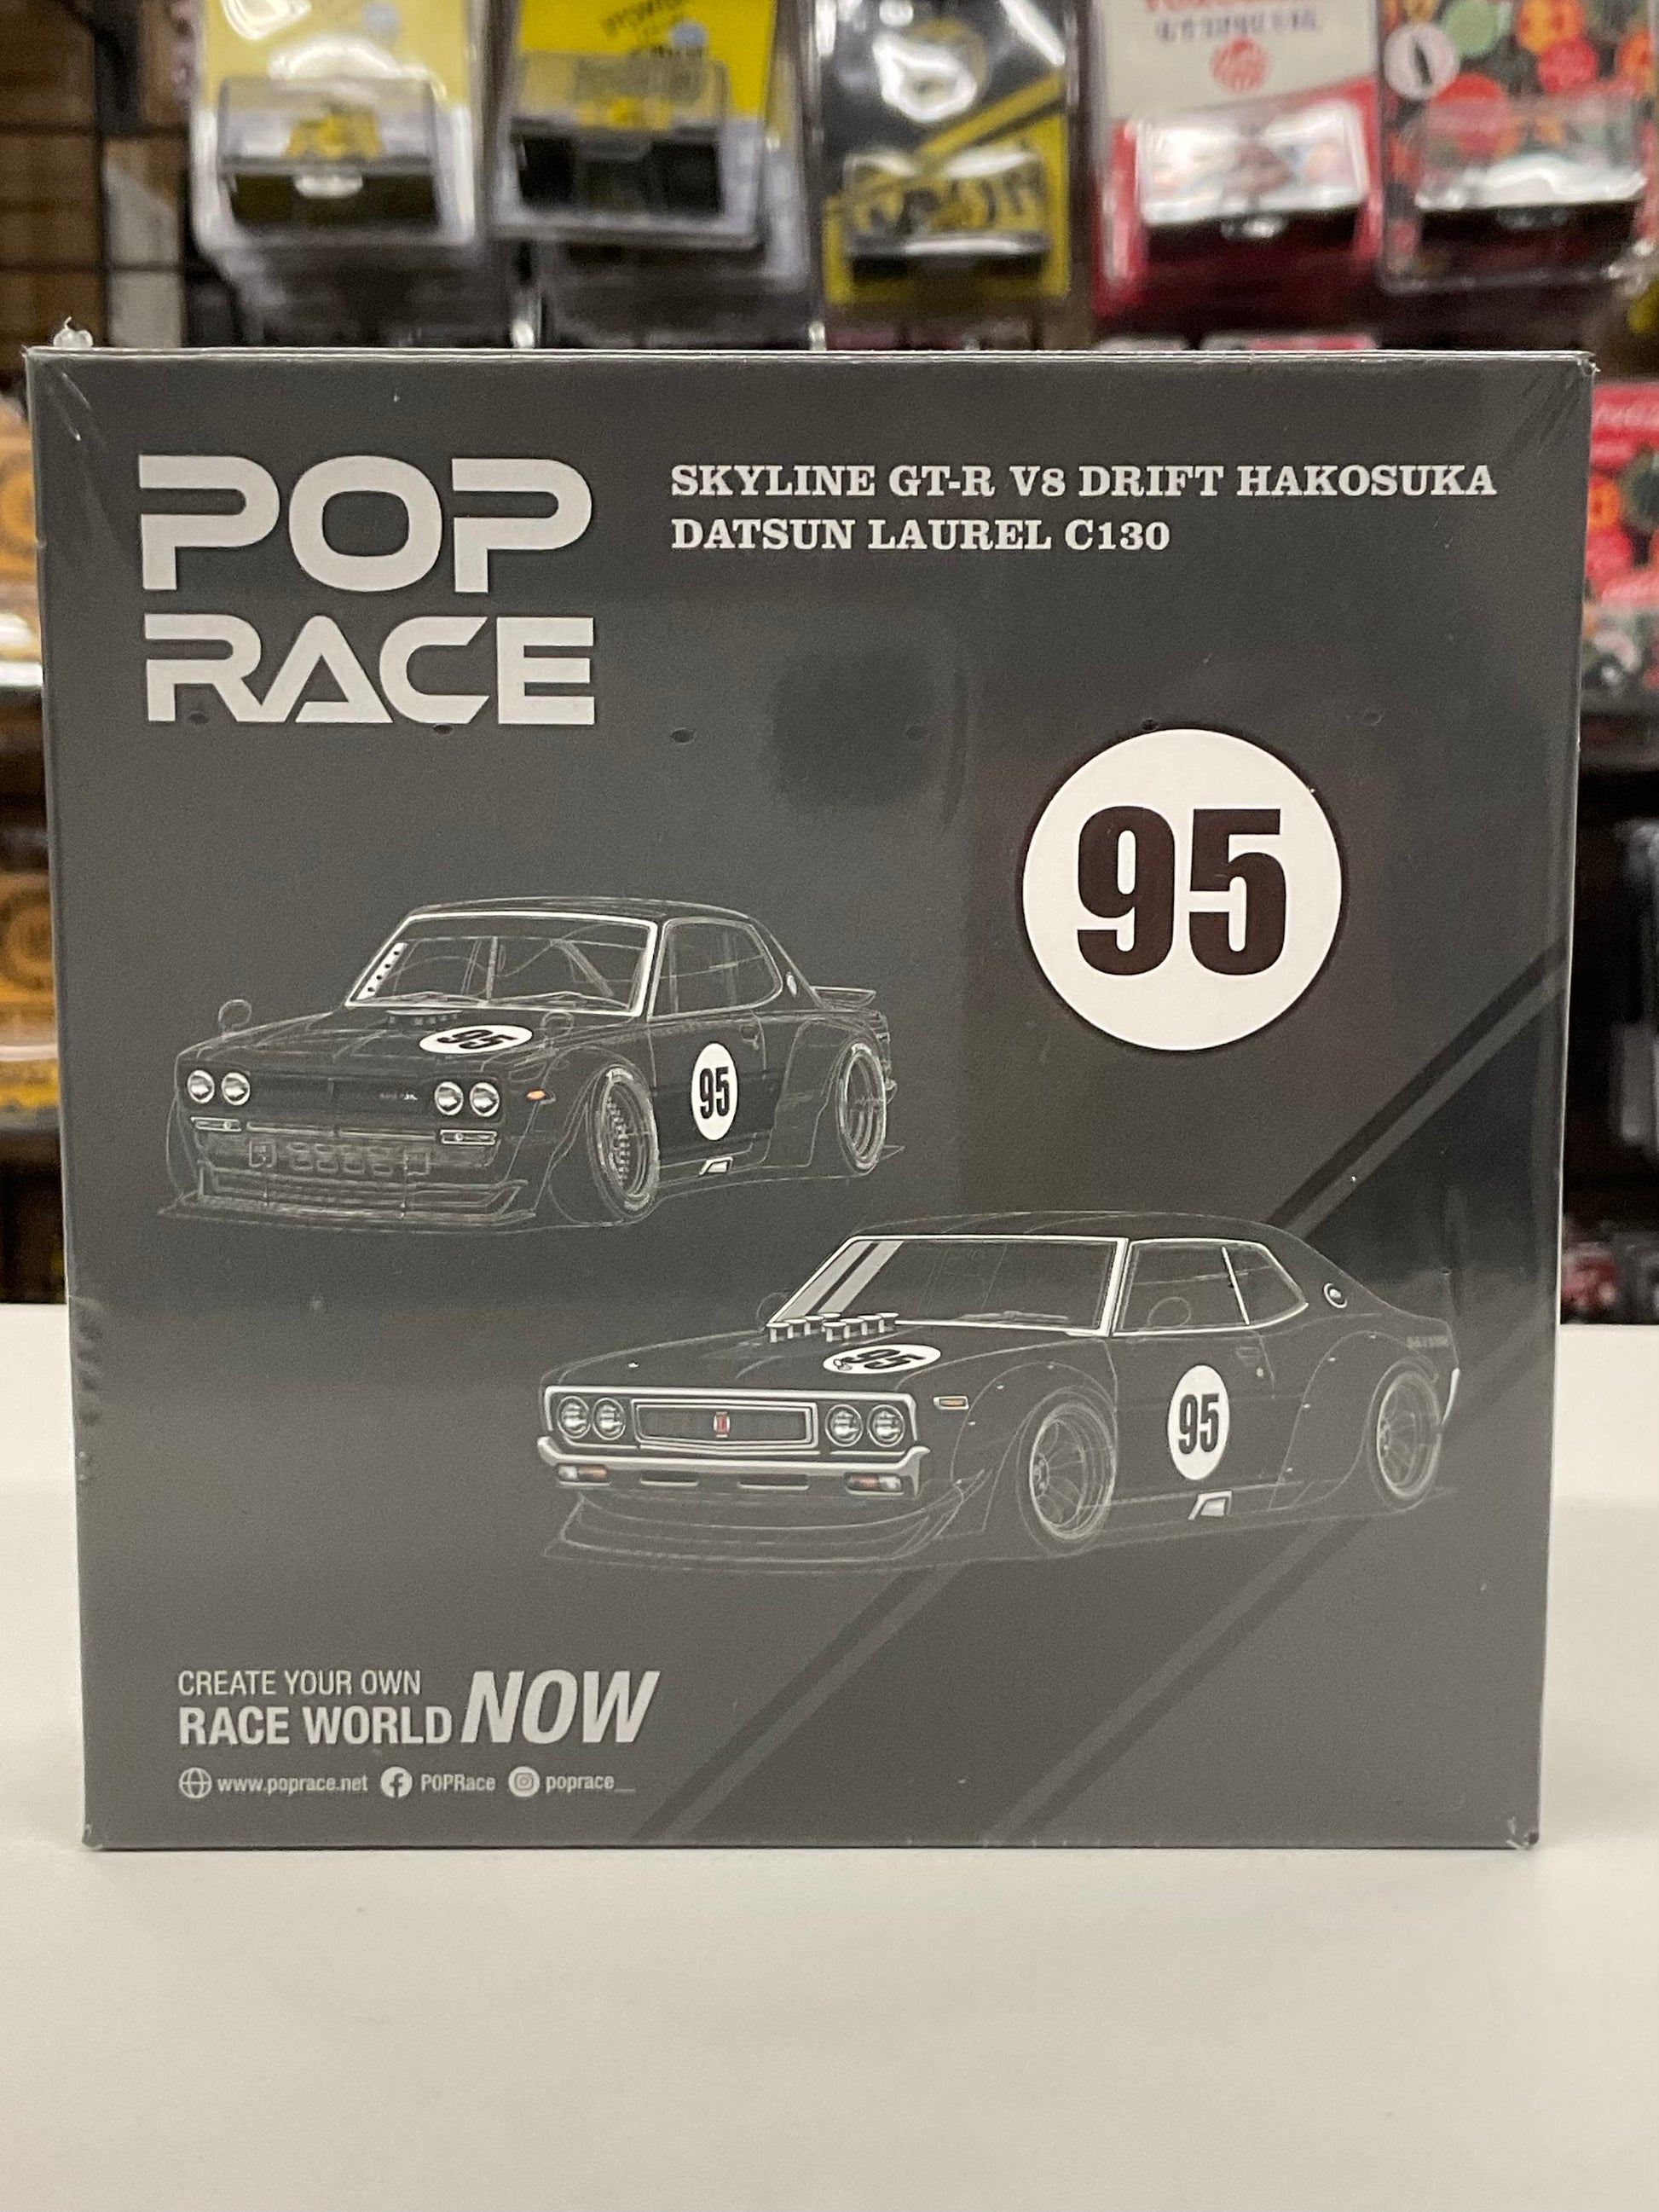 POP
RACE
SKYLINE GT-R V8 DRIFT HAKOSUKA
DATSUN LAUREL C130
95
95
95
95
95
CREATE YOUR OWN
RACE WORLD NOW
www.poprace.net POPRace poprace__